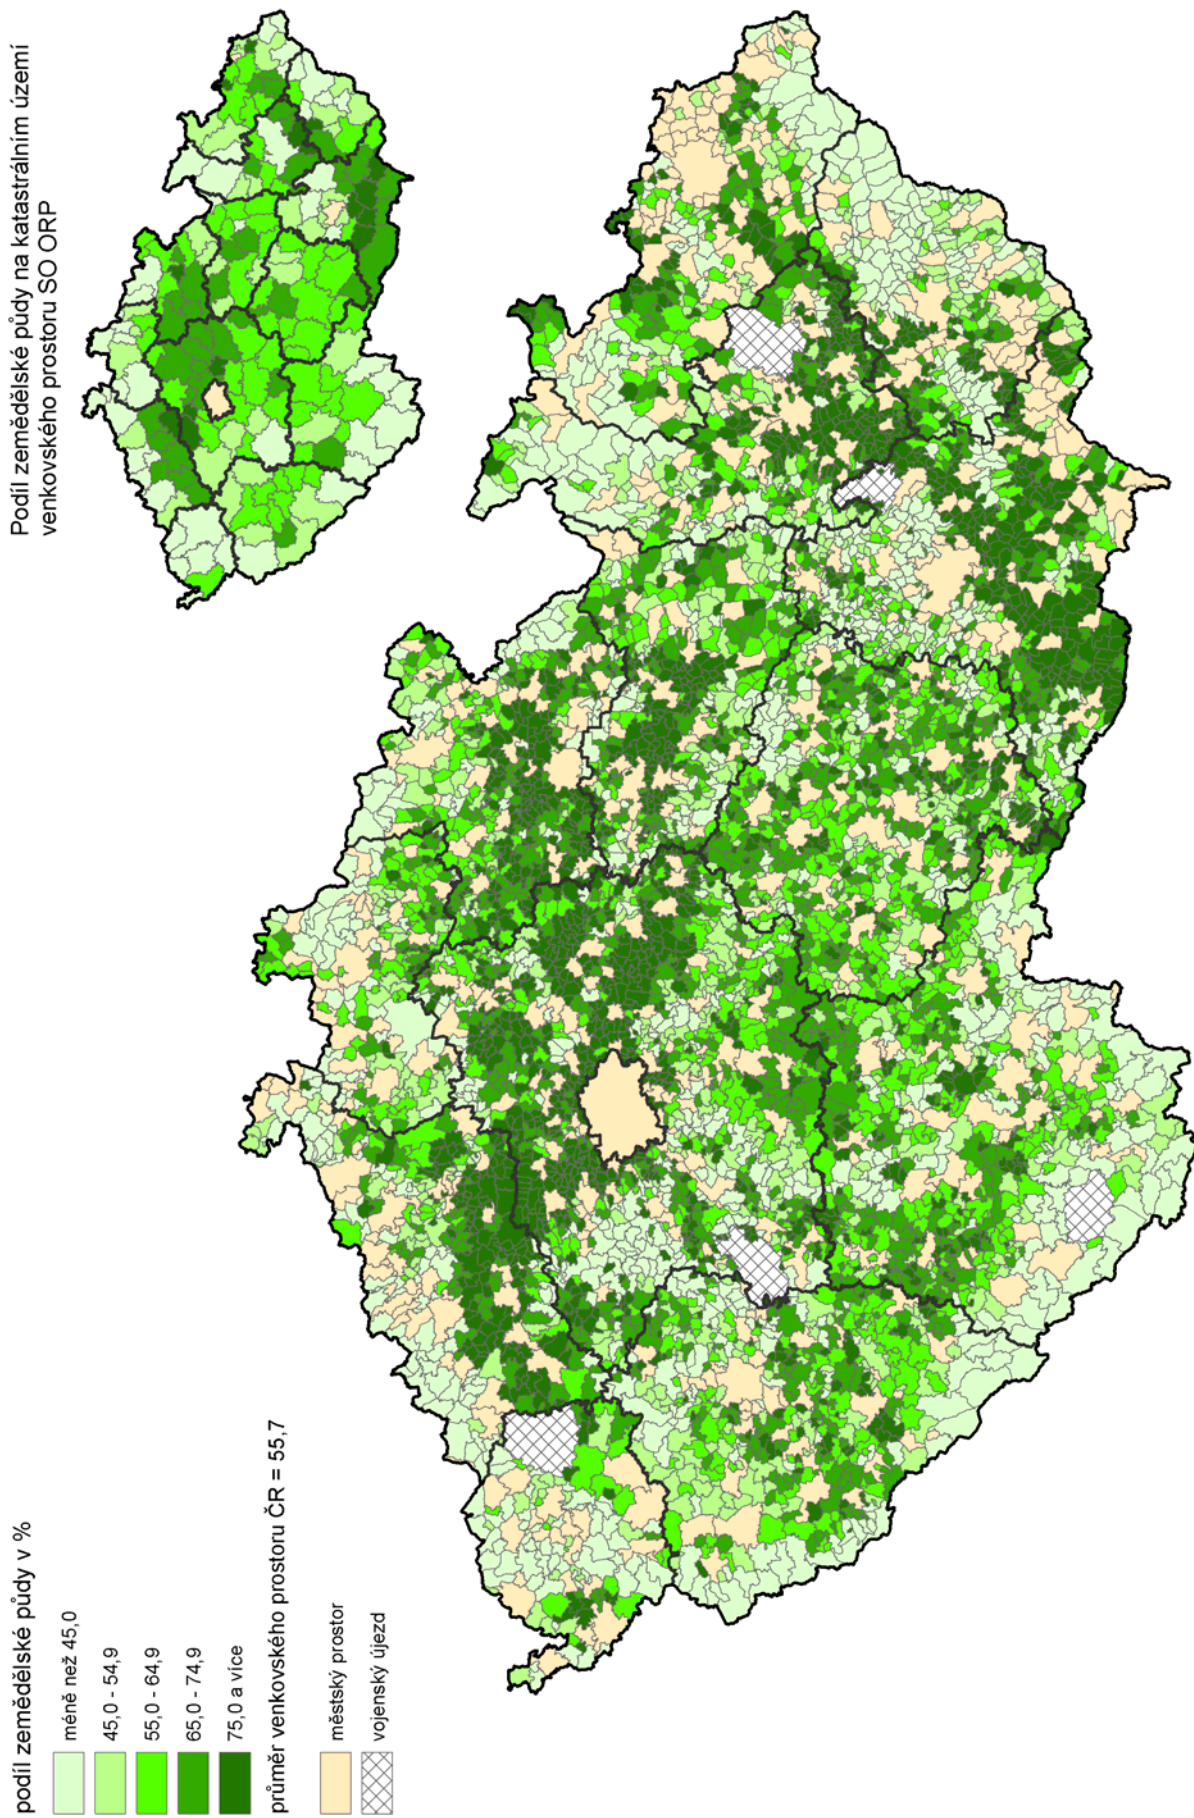 Podíl zemědělské půdy na katastrálním území
venkovského prostoru SO ORP
podíl zemědělské půdy v %
méně než 45,0
45,0 - 54,9
55,0 - 64,9
65,0 - 74,9
75,0 a více
průměr venkovského prostoru ČR = 55,7
městský prostor
vojenský újezd